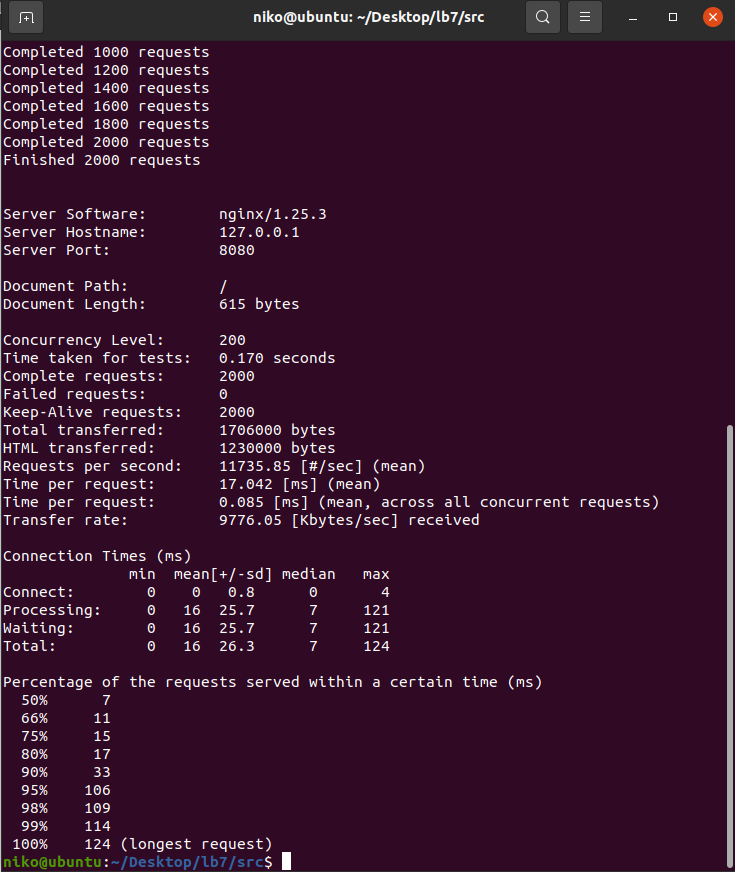 niko@ubuntu: ~/Desktop/lb7/src
Completed 1000 requests
Completed 1200 requests
Completed 1400 requests
Completed 1600 requests
Completed 1800 requests
Completed 2000 requests
Finished 2000 requests
Server Software:        nginx/1.25.3
Server Hostname:        127.0.0.1
Server Port:            8080
Document Path:          /
Document Length:        615 bytes
Concurrency Level:      200
Time taken for tests:   0.170 seconds
Complete requests:      2000
Failed requests:        0
Keep-Alive requests:    2000
Total transferred:      1706000 bytes
HTML transferred:       1230000 bytes
Requests per second:    11735.85 [#/sec] (mean)
Time per request:       17.042 [ms] (mean)
Time per request:       0.085 [ms] (mean, across all concurrent requests)
Transfer rate:          9776.05 [Kbytes/sec] received
Connection Times (ms)
              min  mean[+/-sd] median   max
Connect:        0    0   0.8      0       4
Processing:     0   16  25.7      7     121
Waiting:        0   16  25.7      7     121
Total:          0   16  26.3      7     124
Percentage of the requests served within a certain time (ms)
  50%      7
  66%     11
  75%     15
  80%     17
  90%     33
  95%    106
  98%    109
  99%    114
 100%    124 (longest request)
niko@ubuntu:~/Desktop/lb7/src$